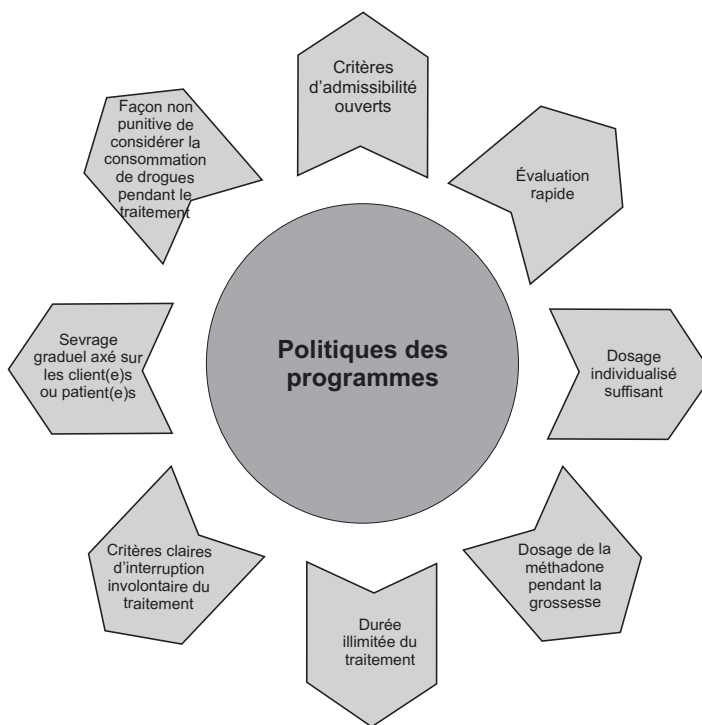 Critères
d'admissibilité
ouverts
Évaluation
rapide
Dosage
individualisé
suffisant
Dosage de la
méthadone
pendant la
grossesse
Durée
illimitée du
traitement
Critères claires
d'interruption
involontaire du
traitement
Sevrage
graduel axé sur
les client(e)s
ou patient(e)s
Façon non
punitive de
considérer la
consommation
de drogues
pendant le
traitement
Politiques des
programmes